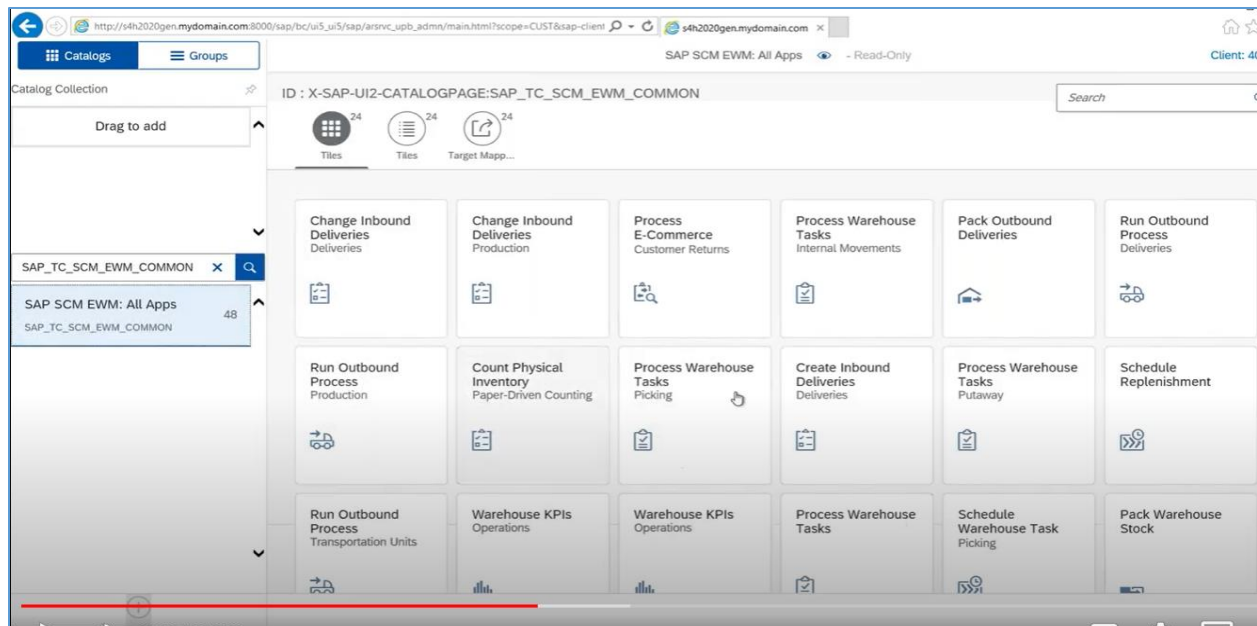 http://s4h2020gen.mydomain.com:8000/sap/bc/ui5_ui5/sap/arsrvc_upb_admn/main.html?scope=CUST&sap-client
s4h2020gen.mydomain.com
Catalogs
Groups
SAP SCM EWM: All Apps
- Read-Only
Client: 40
Catalog Collection
Drag to add
ID : X-SAP-UI2-CATALOGPAGE:SAP_TC_SCM_EWM_COMMON
Search
24
24
24
Tiles
Tiles
Target Mapp...
SAP_TC_SCM_EWM_COMMON
SAP SCM EWM: All Apps
48
SAP_TC_SCM_EWM_COMMON
Change Inbound
Deliveries
Deliveries
Change Inbound
Deliveries
Production
Process
E-Commerce
Customer Returns
Process Warehouse
Tasks
Internal Movements
Pack Outbound
Deliveries
Run Outbound
Process
Deliveries
Run Outbound
Process
Production
Count Physical
Inventory
Paper-Driven Counting
Process Warehouse
Tasks
Picking
Create Inbound
Deliveries
Deliveries
Process Warehouse
Tasks
Putaway
Schedule
Replenishment
Run Outbound
Process
Transportation Units
Warehouse KPIs
Operations
Warehouse KPIs
Operations
Process Warehouse
Tasks
Schedule
Warehouse Task
Picking
Pack Warehouse
Stock